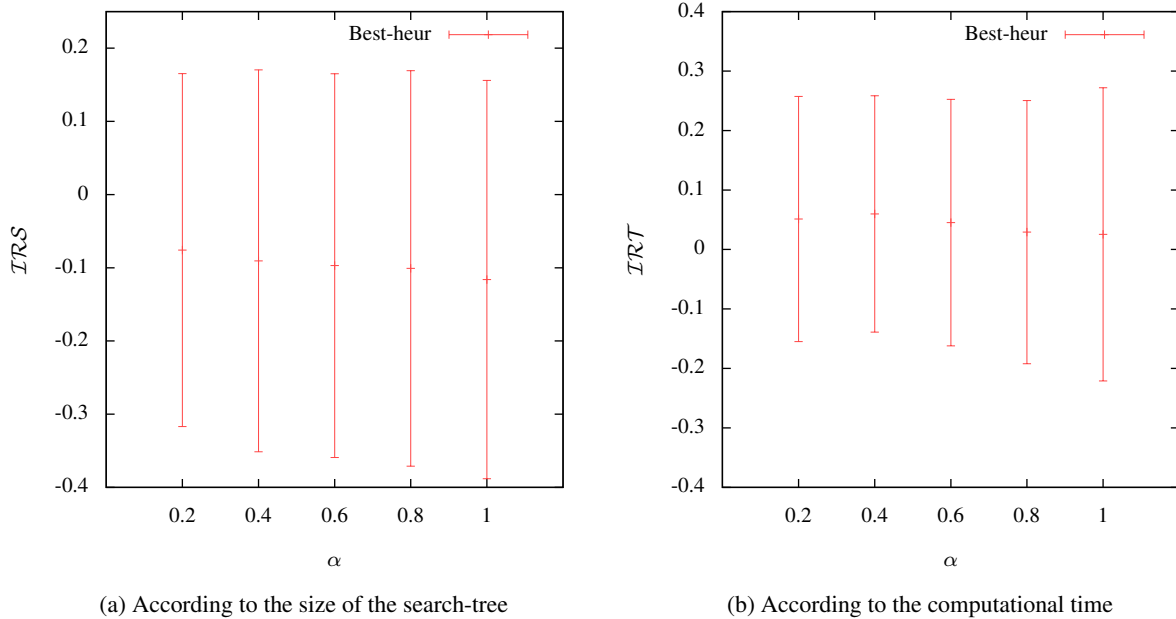 Best-heur
0.2
0.1
0
-0.1
-0.2
-0.3
-0.4
0.2 0.4 0.6 0.8 1
𝓘𝓡𝓢
α
(a) According to the size of the search-tree
Best-heur
0.4
0.3
0.2
0.1
0
-0.1
-0.2
-0.3
-0.4
0.2 0.4 0.6 0.8 1
𝓘𝓡𝓣
α
(b) According to the computational time